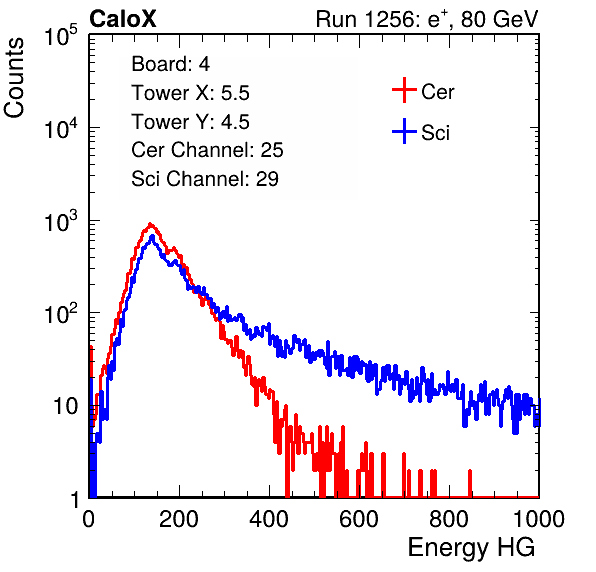 CaloX
Run 1256: e+, 80 GeV
Counts
Board: 4
Tower X: 5.5
Tower Y: 4.5
Cer Channel: 25
Sci Channel: 29
Cer
Sci
10^5
10^4
10^3
10^2
10
1
0 200 400 600 800 1000
Energy HG